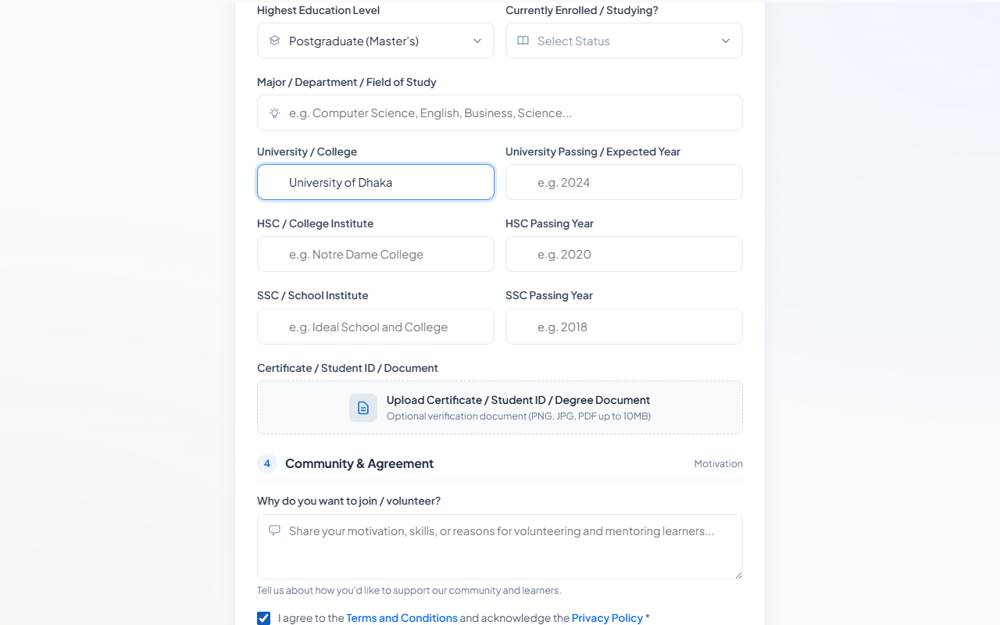 Highest Education Level
Currently Enrolled / Studying?
Postgraduate (Master's)
Select Status
Major / Department / Field of Study
e.g. Computer Science, English, Business, Science...
University / College
University Passing / Expected Year
University of Dhaka
e.g. 2024
HSC / College Institute
HSC Passing Year
e.g. Notre Dame College
e.g. 2020
SSC / School Institute
SSC Passing Year
e.g. Ideal School and College
e.g. 2018
Certificate / Student ID / Document
Upload Certificate / Student ID / Degree Document
Optional verification document (PNG, JPG, PDF up to 10MB)
4 Community & Agreement
Motivation
Why do you want to join / volunteer?
Share your motivation, skills, or reasons for volunteering and mentoring learners...
Tell us about how you'd like to support our community and learners.
I agree to the Terms and Conditions and acknowledge the Privacy Policy *